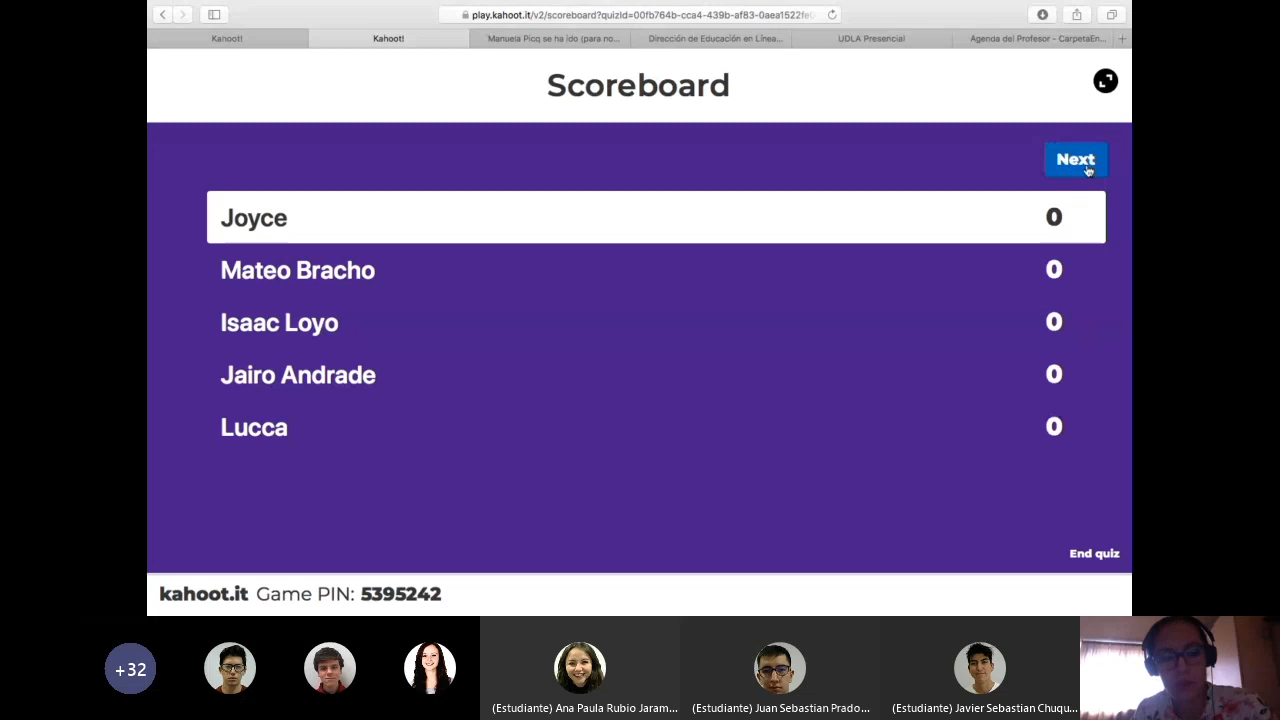 play.kahoot.it/v2/scoreboard?quizId=00fb764b-cca4-439b-af83-0aea1522fe
Kahoot!
Kahoot!
Manuela Picq se ha ido (para no...
Dirección de Educación en Línea...
UDLA Presencial
Agenda del Profesor - CarpetaEn...
Scoreboard
Next
Joyce 0
Mateo Bracho 0
Isaac Loyo 0
Jairo Andrade 0
Lucca 0
End quiz
kahoot.it Game PIN: 5395242
+32
(Estudiante) Ana Paula Rubio Jaram...
(Estudiante) Juan Sebastian Prado...
(Estudiante) Javier Sebastian Chuqu...